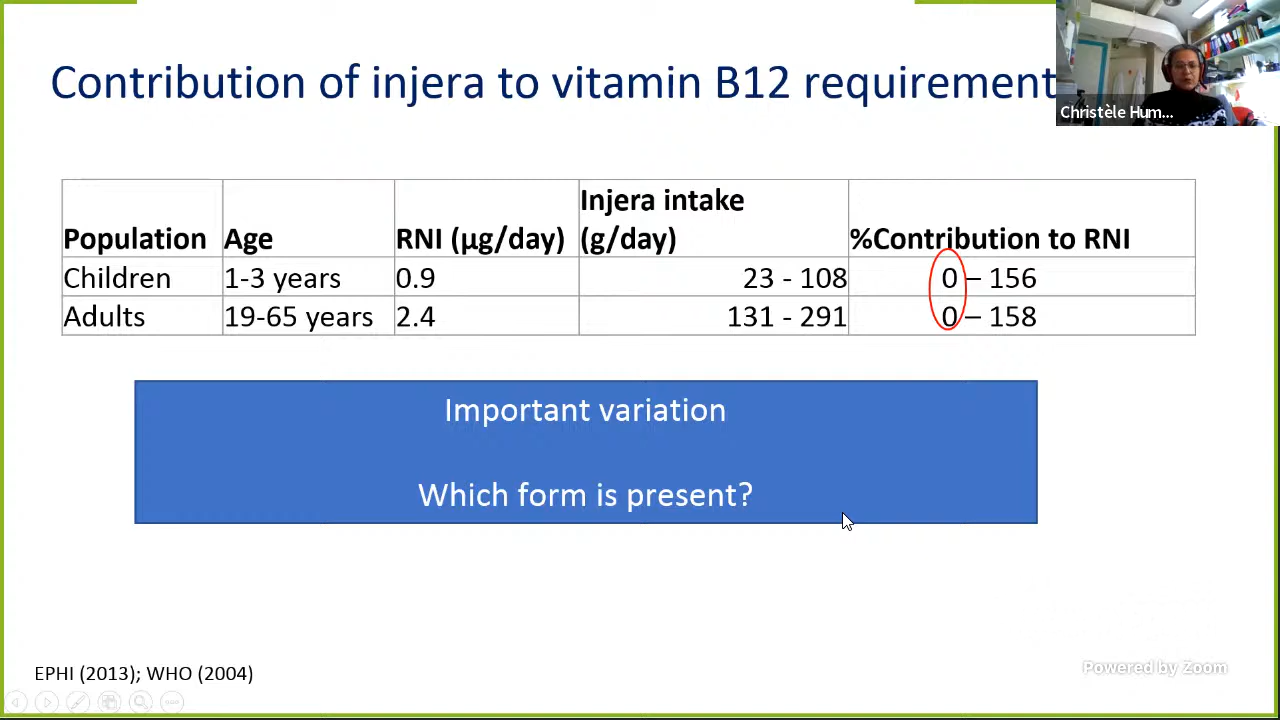 Contribution of injera to vitamin B12 requirement
Christèle Hum...
Population Age RNI (µg/day) Injera intake (g/day) %Contribution to RNI
Children 1-3 years 0.9 23 - 108 0 – 156
Adults 19-65 years 2.4 131 - 291 0 – 158
Important variation
Which form is present?
EPHI (2013); WHO (2004)
Powered by Zoom